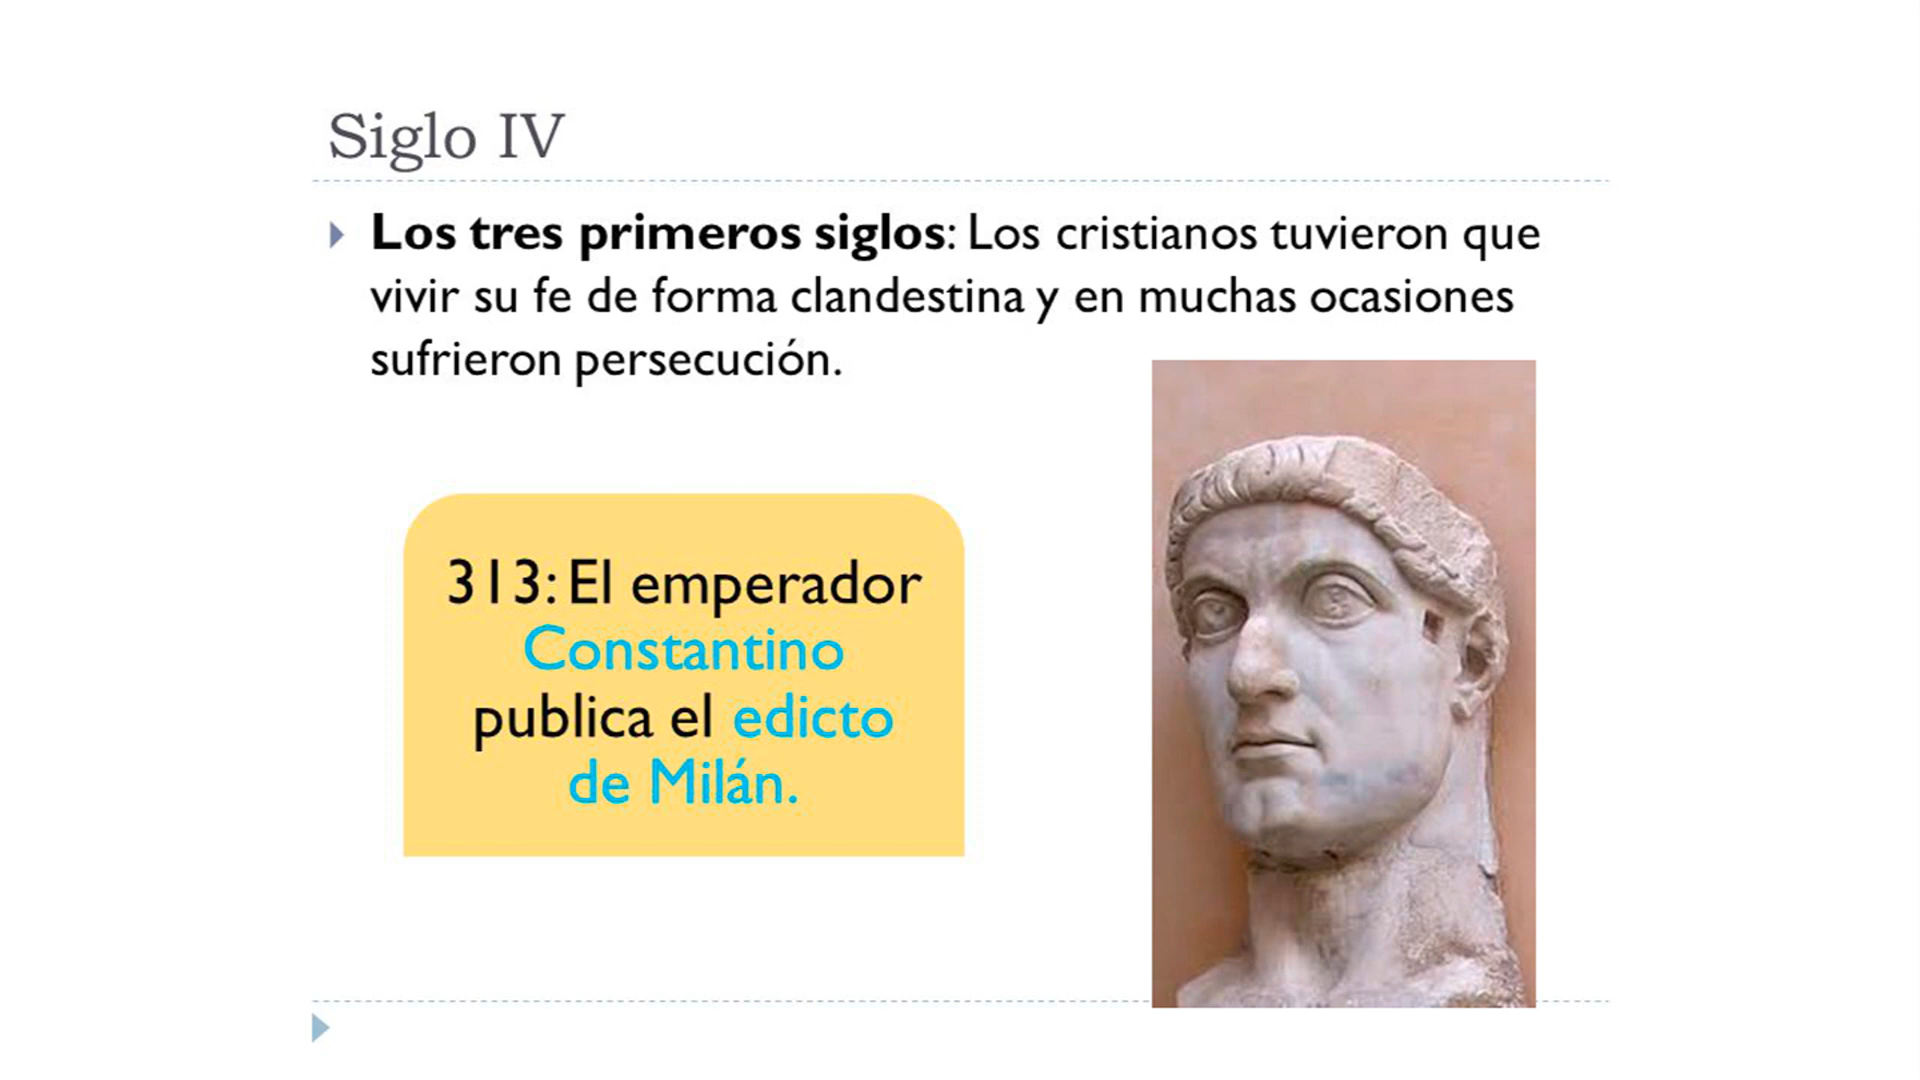 Siglo IV
Los tres primeros siglos: Los cristianos tuvieron que
vivir su fe de forma clandestina y en muchas ocasiones
sufrieron persecución.
313: El emperador
Constantino
publica el edicto
de Milán.